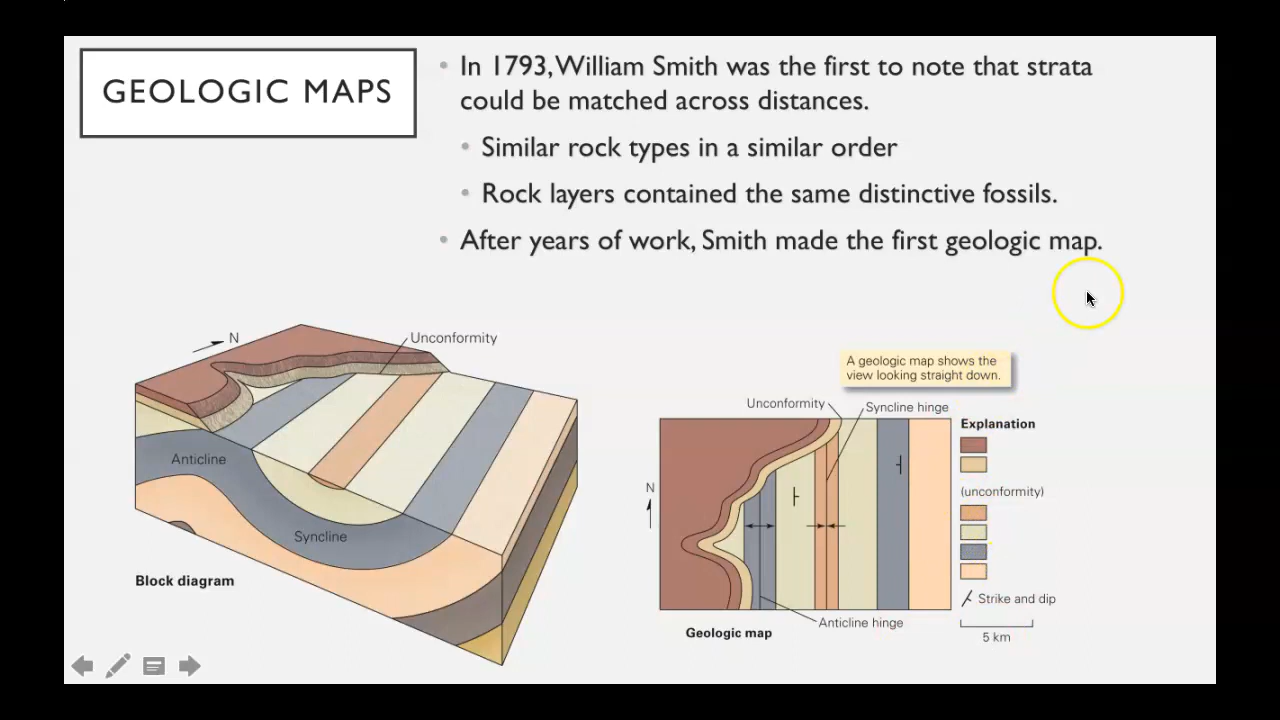 GEOLOGIC MAPS
• In 1793, William Smith was the first to note that strata
could be matched across distances.
• Similar rock types in a similar order
• Rock layers contained the same distinctive fossils.
• After years of work, Smith made the first geologic map.
N
Unconformity
Anticline
Syncline
Block diagram
A geologic map shows the
view looking straight down.
Unconformity
Syncline hinge
N
Anticline hinge
Geologic map
Explanation
(unconformity)
Strike and dip
5 km